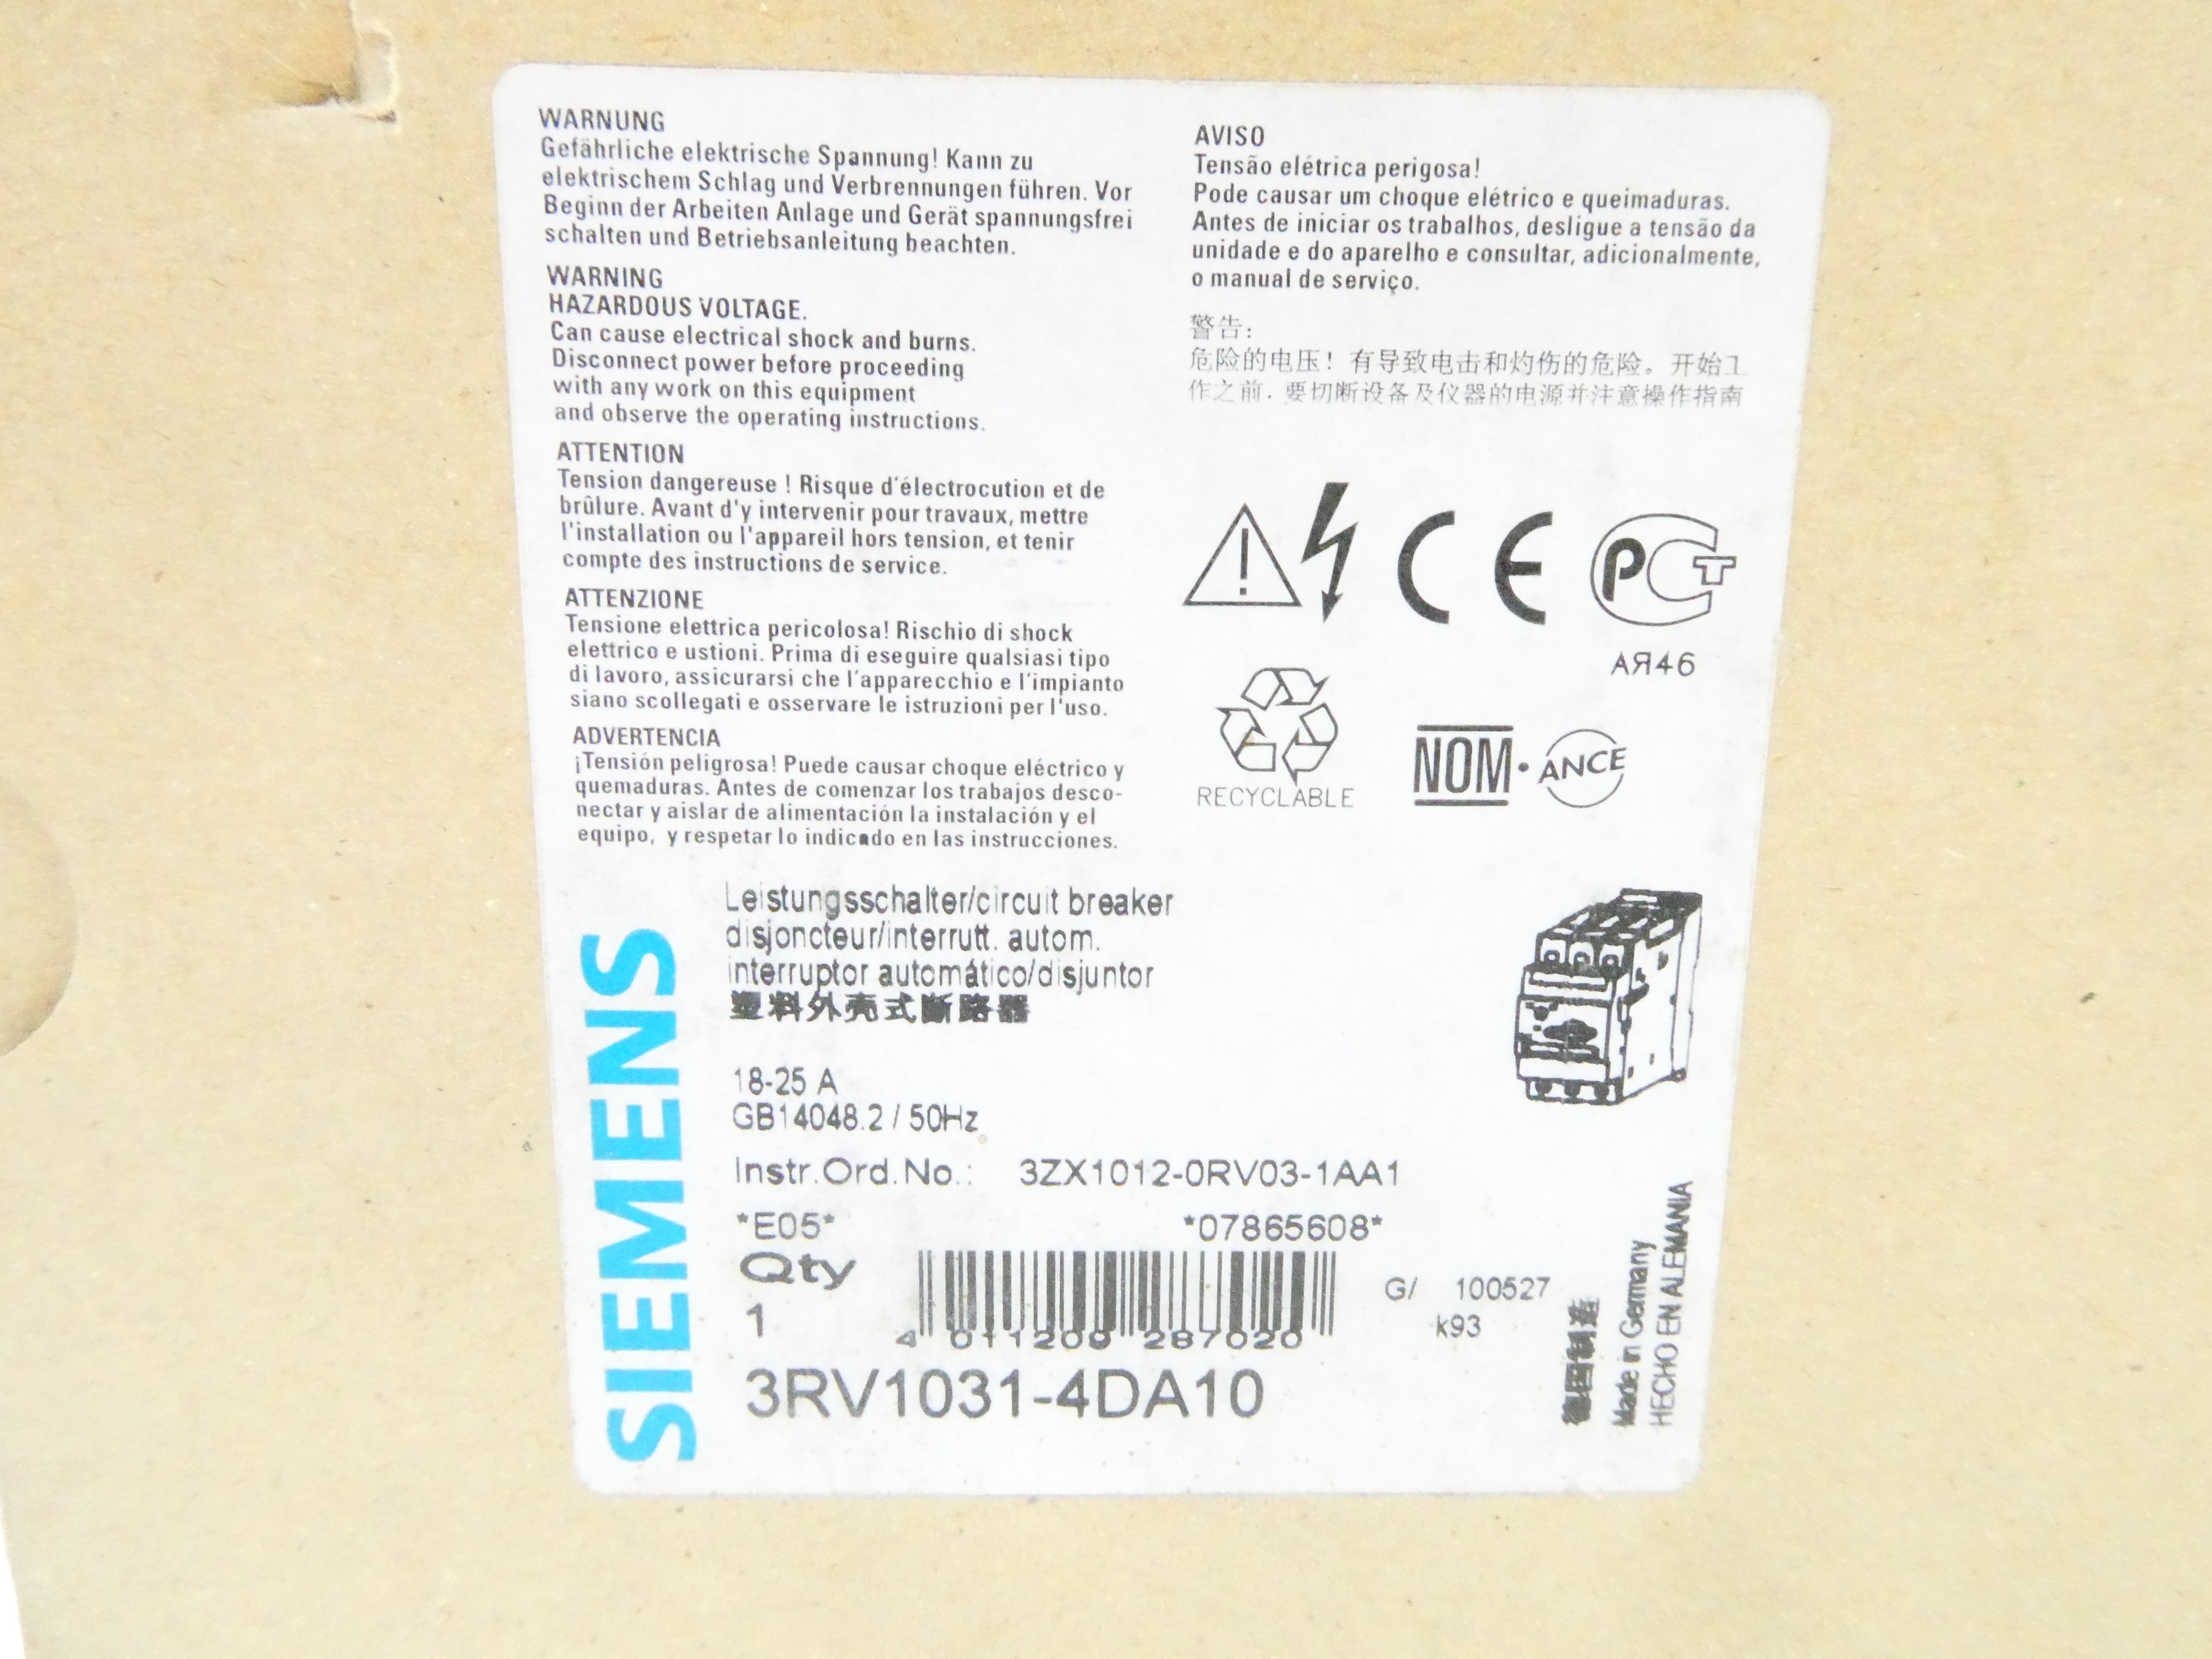 WARNUNG
Gefährliche elektrische Spannung! Kann zu
elektrischem Schlag und Verbrennungen führen. Vor
Beginn der Arbeiten Anlage und Gerät spannungsfrei
schalten und Betriebsanleitung beachten.
WARNING
HAZARDOUS VOLTAGE.
Can cause electrical shock and burns.
Disconnect power before proceeding
with any work on this equipment
and observe the operating instructions.
ATTENTION
Tension dangereuse ! Risque d'électrocution et de
brûlure. Avant d'y intervenir pour travaux, mettre
l'installation ou l'appareil hors tension, et tenir
compte des instructions de service.
ATTENZIONE
Tensione elettrica pericolosa! Rischio di shock
elettrico e ustioni. Prima di eseguire qualsiasi tipo
di lavoro, assicurarsi che l'apparecchio e l'impianto
siano scollegati e osservare le istruzioni per l'uso.
ADVERTENCIA
¡Tensión peligrosa! Puede causar choque eléctrico y
quemaduras. Antes de comenzar los trabajos desco-
nectar y aislar de alimentación la instalación y el
equipo, y respetar lo indicado en las instrucciones.
AVISO
Tensão elétrica perigosa!
Pode causar um choque elétrico e queimaduras.
Antes de iniciar os trabalhos, desligue a tensão da
unidade e do aparelho e consultar, adicionalmente,
o manual de serviço.
警告:
危险的电压! 有导致电击和灼伤的危险。开始工
作之前. 要切断设备及仪器的电源并注意操作指南
CE
PCT
АЯ46
RECYCLABLE
NOM·ANCE
SIEMENS
Leistungsschalter/circuit breaker
disjoncteur/interrutt. autom.
interruptor automático/disjuntor
塑料外壳式断路器
18-25 A
GB14048.2 / 50Hz
Instr.Ord.No.: 3ZX1012-0RV03-1AA1
*E05* *07865608*
Qty
1
4 011209 287020
G/ 100527
k93
3RV1031-4DA10
德国制造
Made in Germany
HECHO EN ALEMANIA